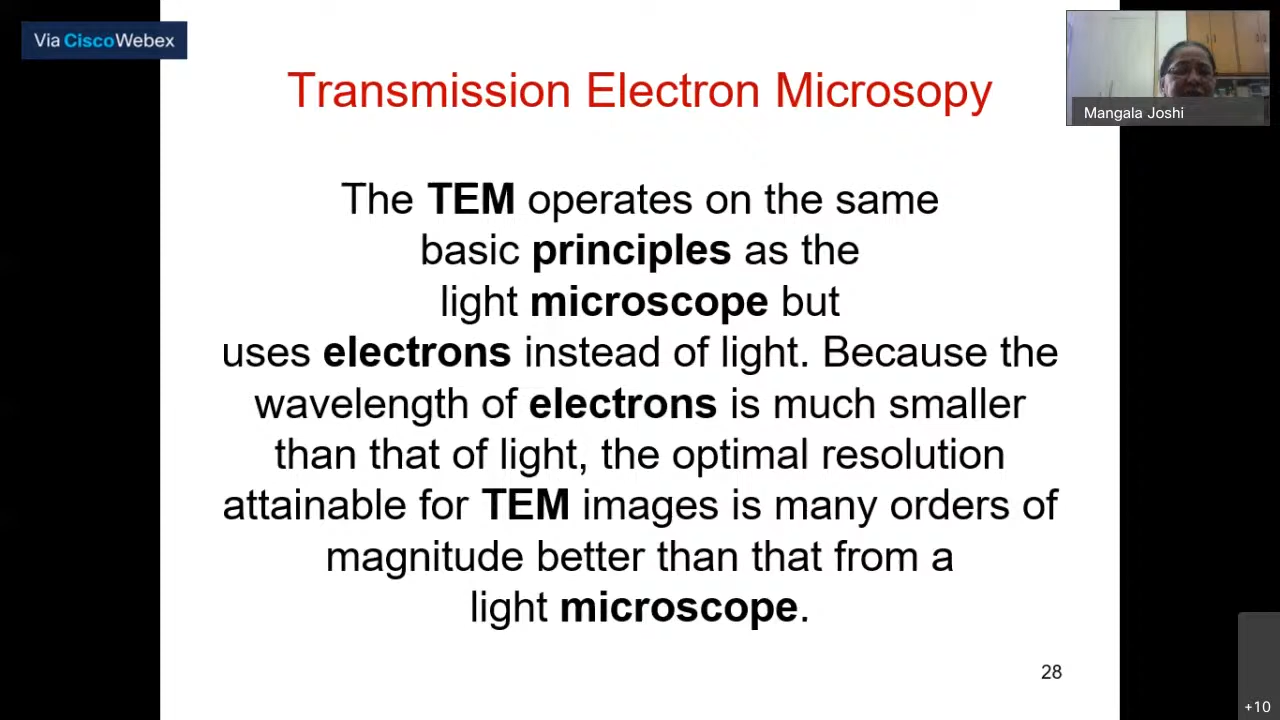 Via CiscoWebex
Transmission Electron Microsopy
Mangala Joshi
The TEM operates on the same
basic principles as the
light microscope but
uses electrons instead of light. Because the
wavelength of electrons is much smaller
than that of light, the optimal resolution
attainable for TEM images is many orders of
magnitude better than that from a
light microscope.
28
+10